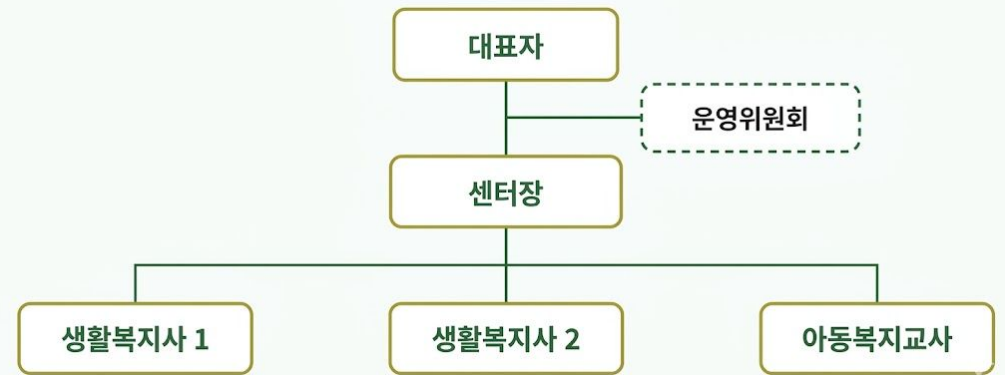 대표자
운영위원회
센터장
생활복지사 1
생활복지사 2
아동복지교사